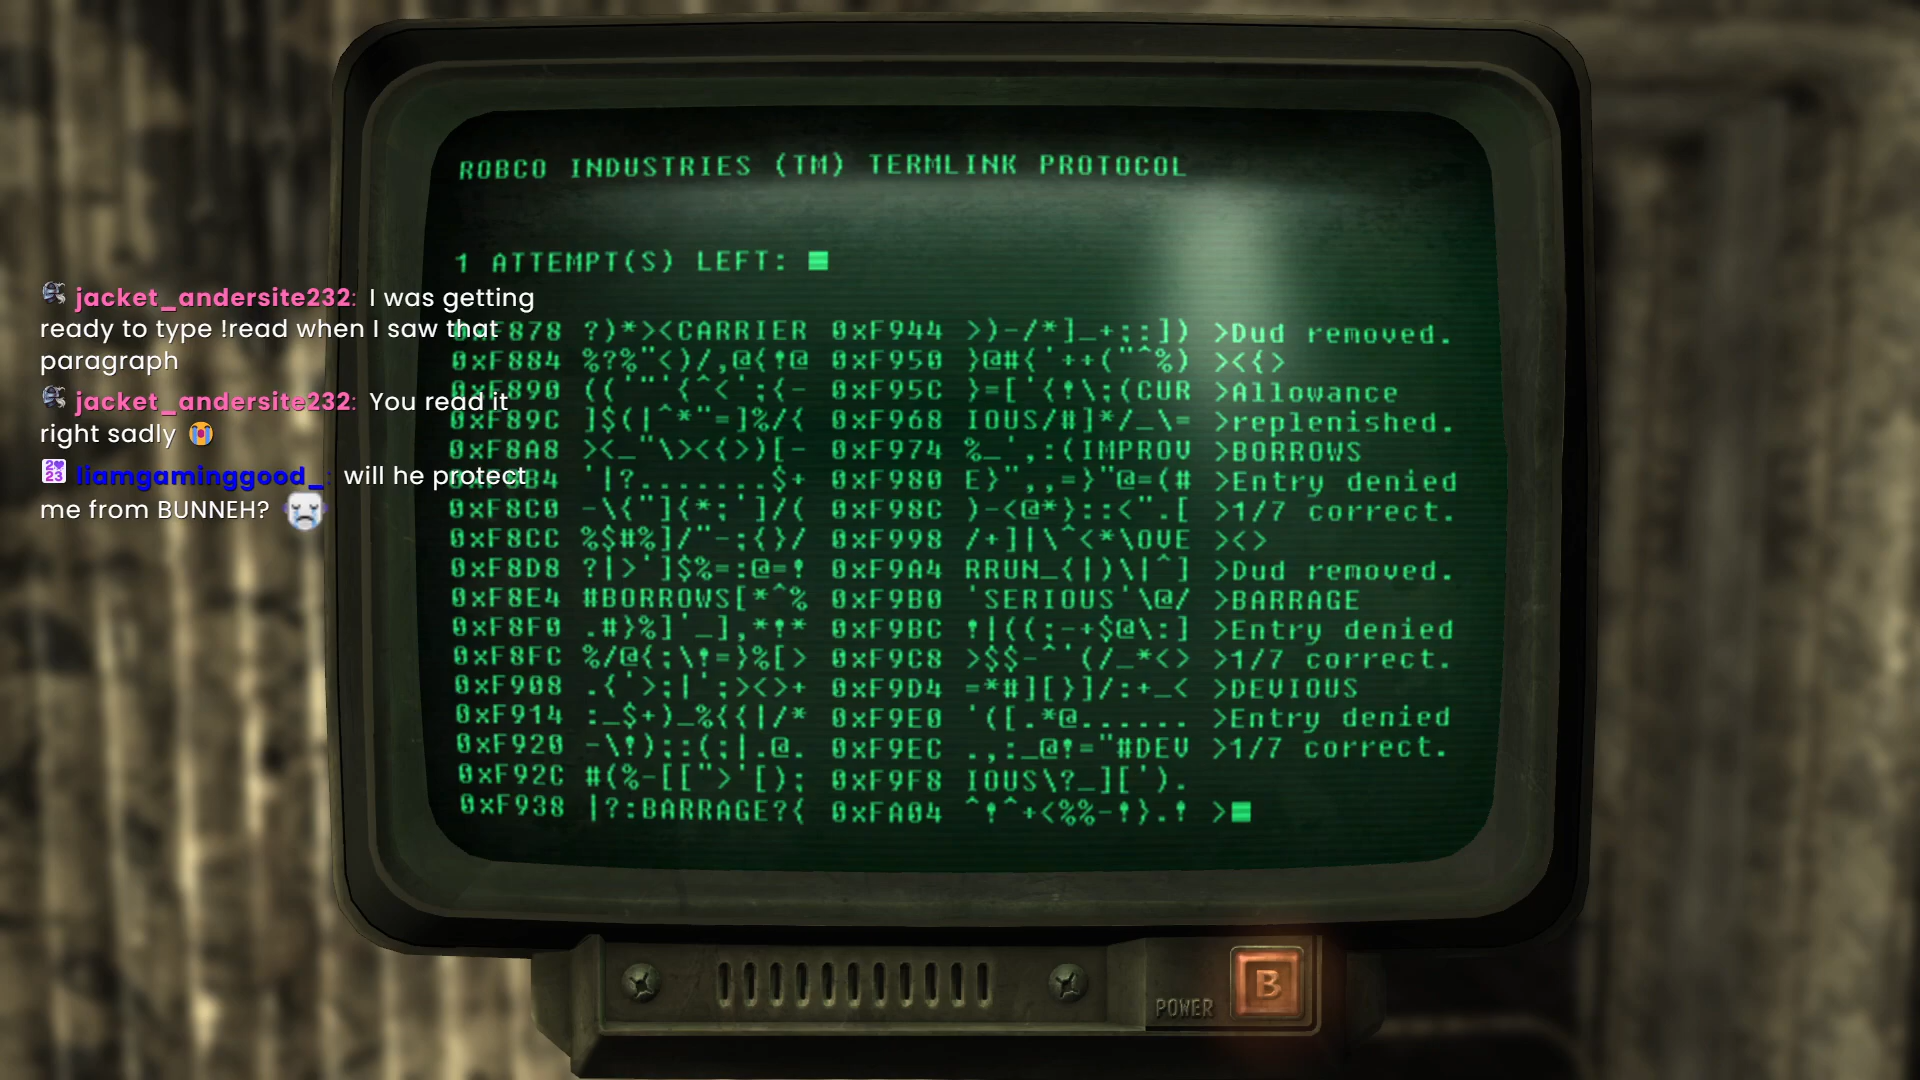 ROBCO INDUSTRIES (TM) TERMLINK PROTOCOL
1 ATTEMPT(S) LEFT:
jacket_andersite232: I was getting
ready to type !read when I saw that
paragraph
jacket_andersite232: You read it
right sadly 😭
liamgaminggood_: will he protect
me from BUNNEH?
F878 ?)*><CARRIER 0xF944 >)-/*]_+;:]) >Dud removed.
0xF884 %?%"<)/,@{!@ 0xF950 }@#{'++("^%) ><{>
0xF890 (('"'{^<';{- 0xF95C }=['{!\;(CUR >Allowance
0xF89C ]$(|^*"=]%/{ 0xF968 IOUS/#]*/_\= >replenished.
0xF8A8 ><_"\><{>)[- 0xF974 %_',:(IMPROV >BORROWS
B4 '|?.......$+ 0xF980 E}",,=}"@=(# >Entry denied
0xF8C0 -\{"]{*;']/( 0xF98C )-<@*}::<".[ >1/7 correct.
0xF8CC %$#%]/"-;{}/ 0xF998 /+]|\^<*\OVE ><>
0xF8D8 ?|>']$%=:@=! 0xF9A4 RRUN_{|)\|^] >Dud removed.
0xF8E4 #BORROWS[*^% 0xF9B0 'SERIOUS'\@/ >BARRAGE
0xF8F0 .#}%]'_],*!* 0xF9BC !|((;-+$@\:] >Entry denied
0xF8FC %/@{;\!=}%[> 0xF9C8 >$$-^'(/_*<> >1/7 correct.
0xF908 .{'>;|';><>+ 0xF9D4 =*#][}]/:+_< >DEVIOUS
0xF914 :_$+)_%{{|/* 0xF9E0 '([.*@...... >Entry denied
0xF920 -\!);:(;|.@. 0xF9EC .,:_@!="#DEV >1/7 correct.
0xF92C #(%-[[">'[); 0xF9F8 IOUS\?_][').
0xF938 |?:BARRAGE?{ 0xFA04 ^!^+<%%-!}.! >
POWER
B